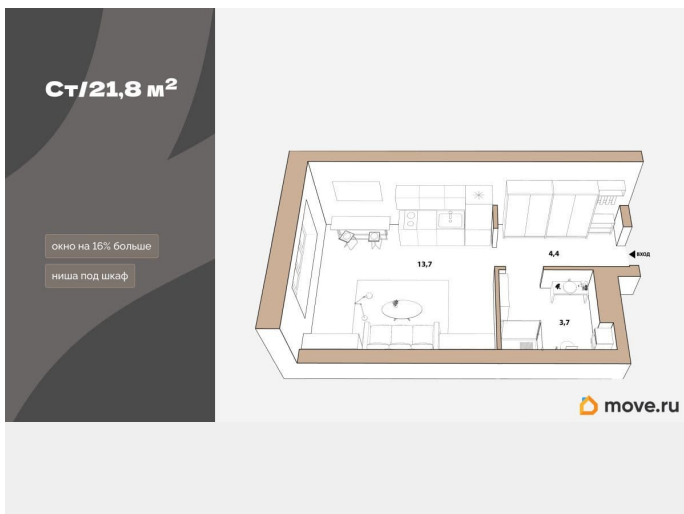 Ст/21,8 м²
окно на 16% больше
ниша под шкаф
13,7
4,4
ВХОД
3,7
move.ru